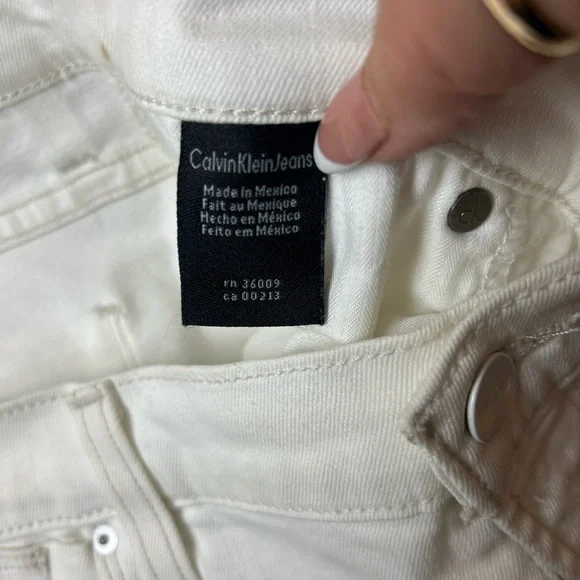 CalvinKleinJeans
Made in Mexico
Fait au Mexique
Hecho en México
Feito em México
rn 36009
ca 00213